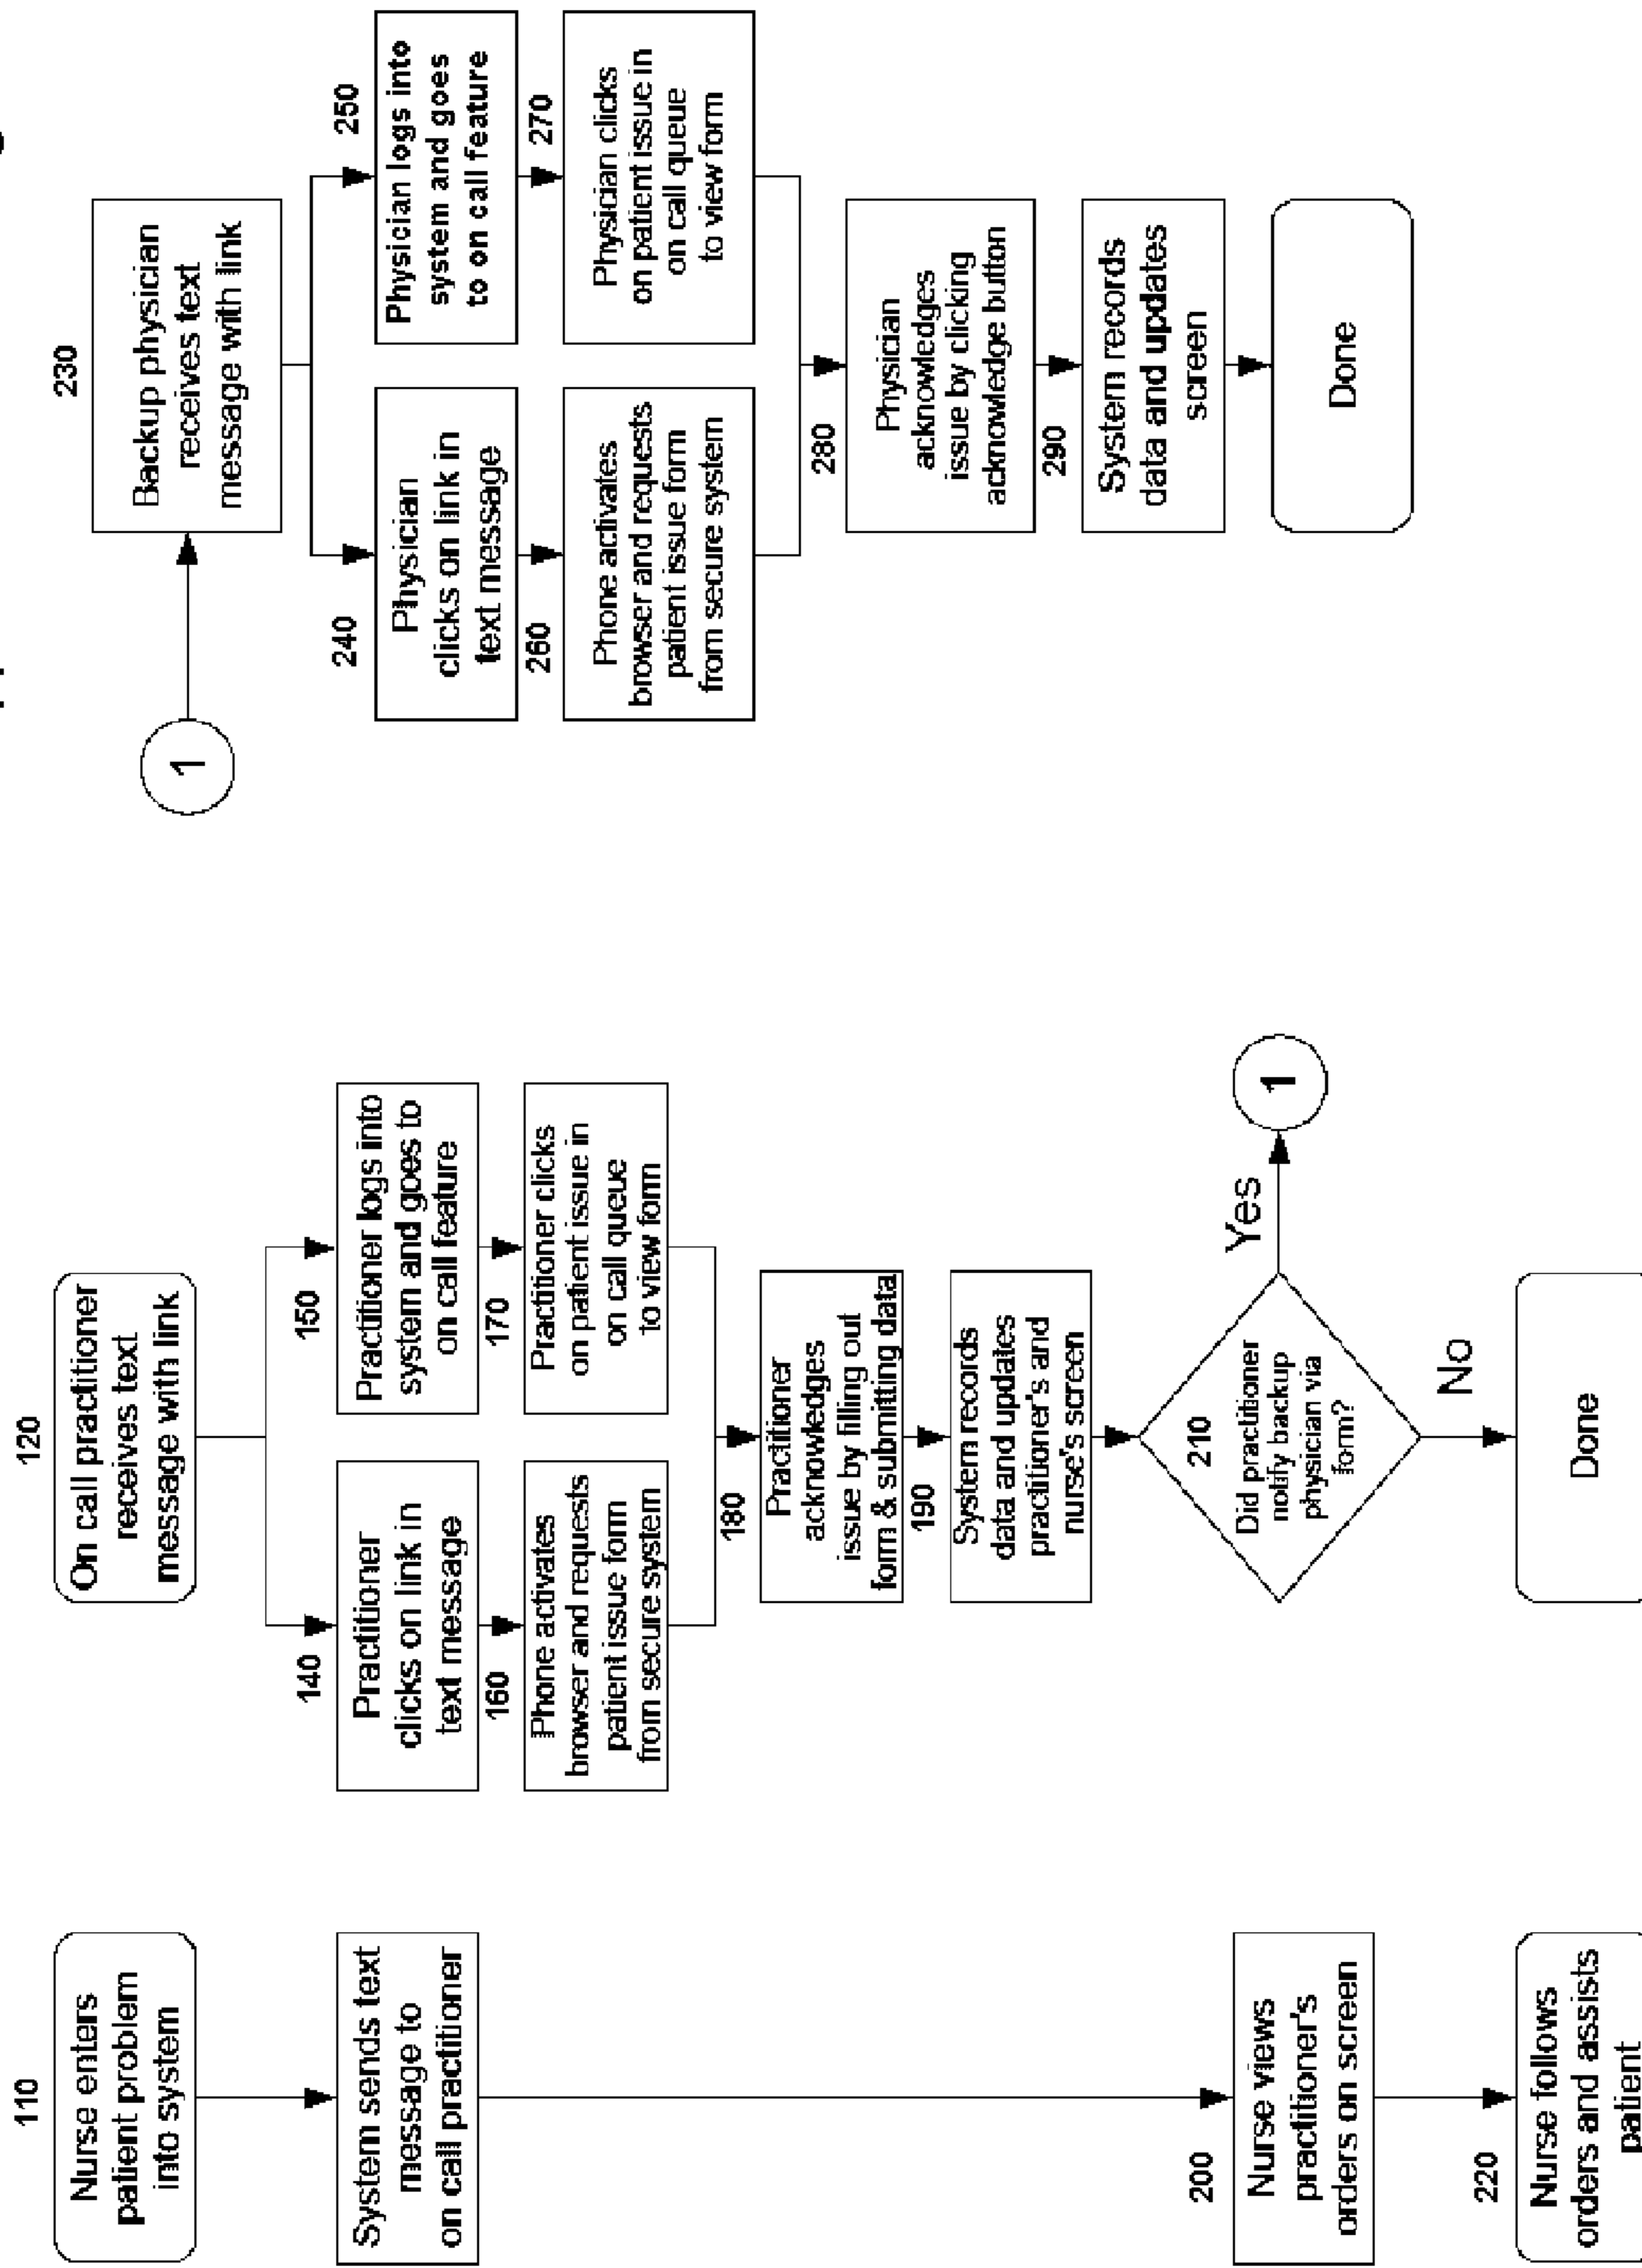 110
Nurse enters
patient problem
into system
System sends text
message to
on call practitioner
200
Nurse views
practitioner's
orders on screen
220
Nurse follows
orders and assists
patient
120
On call practitioner
receives text
message with link
140
Practitioner
clicks on link in
text message
150
Practitioner logs into
system and goes to
on call feature
160
Phone activates
browser and requests
patient issue form
from secure system
170
Practitioner clicks
on patient issue in
on call queue
to view form
180
Practitioner
acknowledges
issue by filling out
form & submitting data
190
System records
data and updates
practitioner's and
nurse's screen
210
Did practitioner
notify backup
physician via
form?
Yes
1
No
Done
1
230
Backup physician
receives text
message with link
240
Physician
clicks on link in
text message
250
Physician logs into
system and goes
to on call feature
260
Phone activates
browser and requests
patient issue form
from secure system
270
Physician clicks
on patient issue in
on call queue
to view form
280
Physician
acknowledges
issue by clicking
acknowledge button
290
System records
data and updates
screen
Done